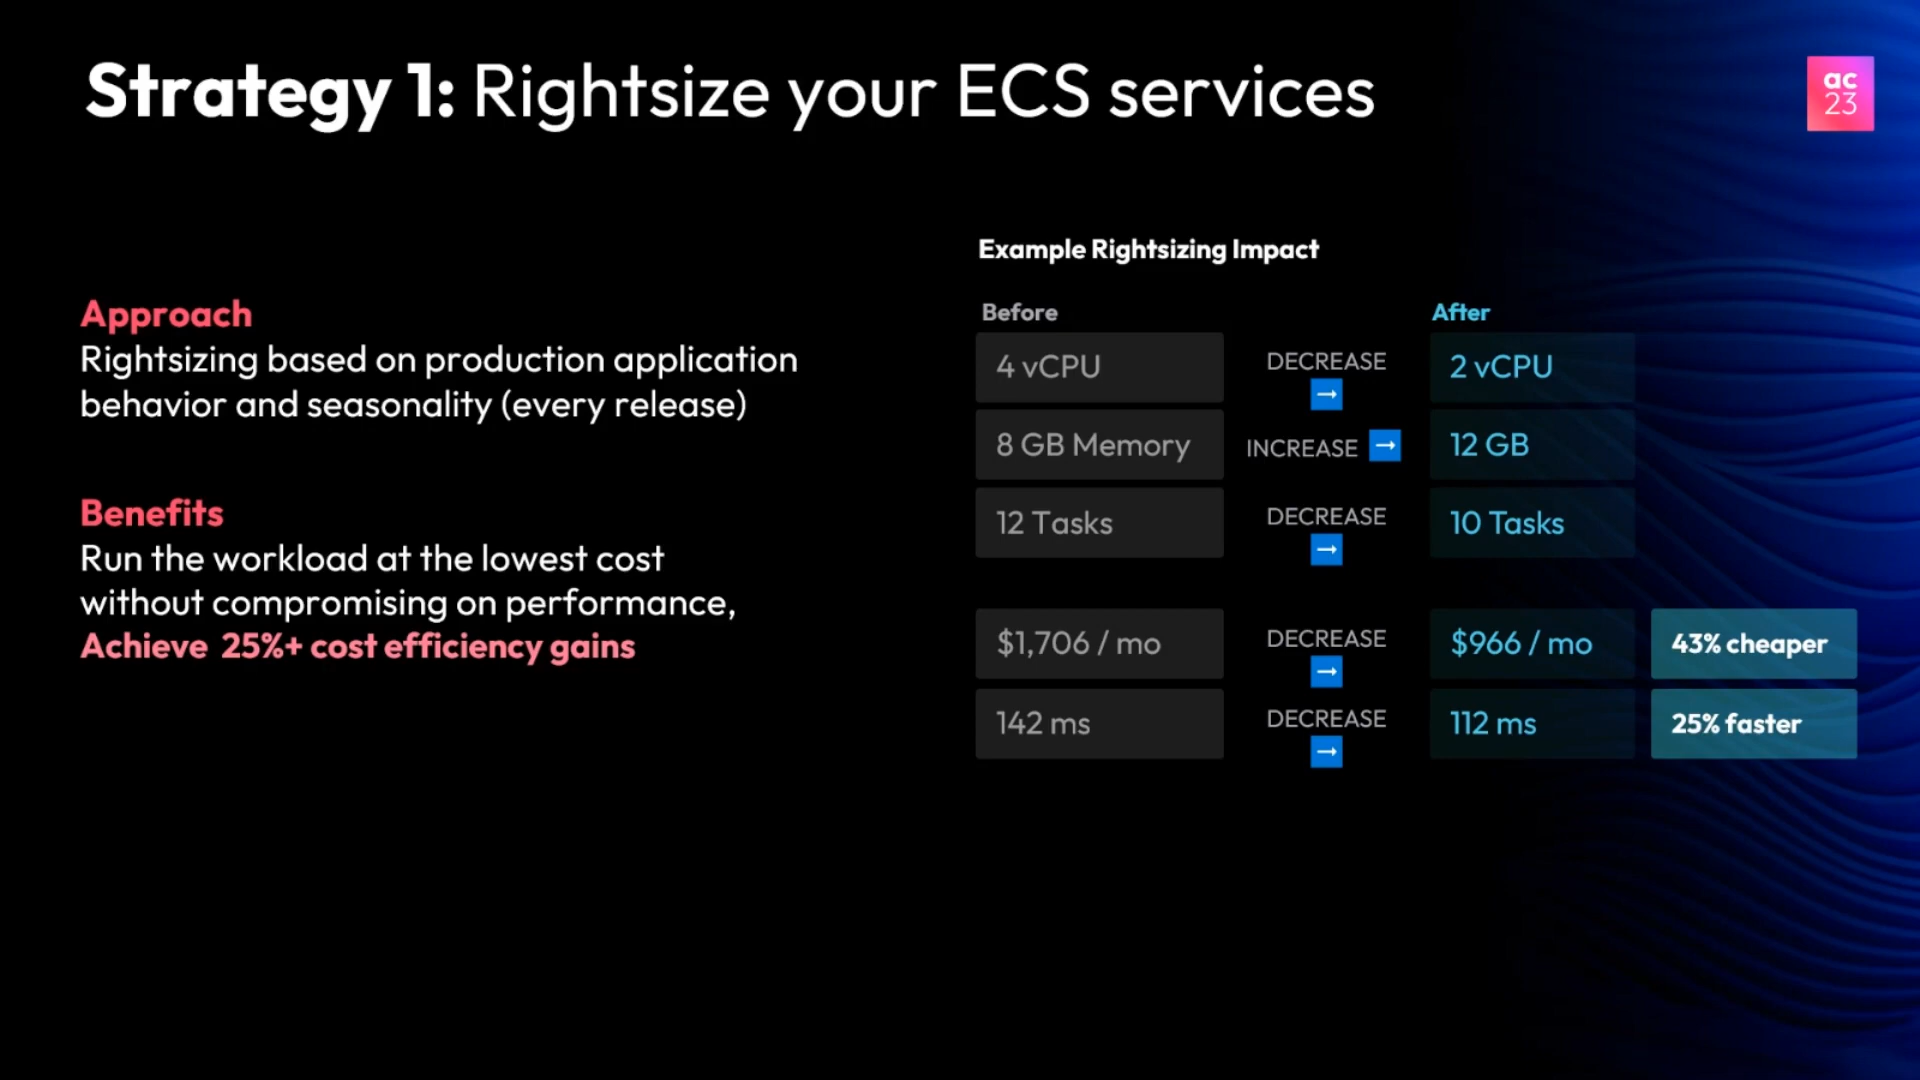 Strategy 1: Rightsize your ECS services
ac
23
Approach
Rightsizing based on production application
behavior and seasonality (every release)
Benefits
Run the workload at the lowest cost
without compromising on performance,
Achieve 25%+ cost efficiency gains
Example Rightsizing Impact
Before After
4 vCPU DECREASE ➡ 2 vCPU
8 GB Memory INCREASE ➡ 12 GB
12 Tasks DECREASE ➡ 10 Tasks
$1,706 / mo DECREASE ➡ $966 / mo 43% cheaper
142 ms DECREASE ➡ 112 ms 25% faster